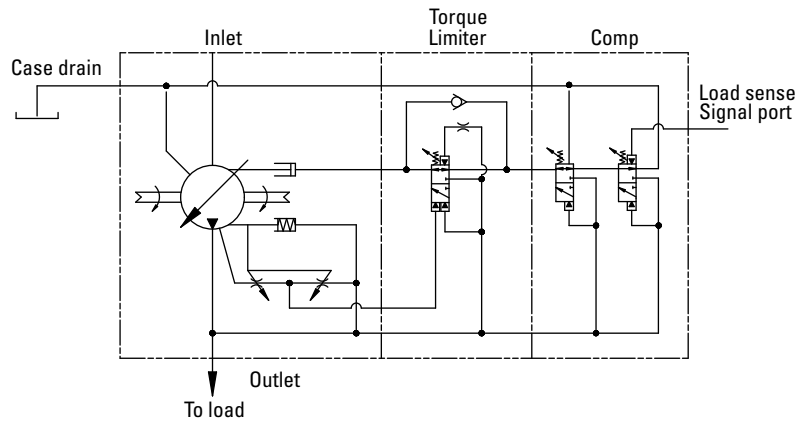 Inlet
Torque
Limiter
Comp
Case drain
Load sense
Signal port
Outlet
To load